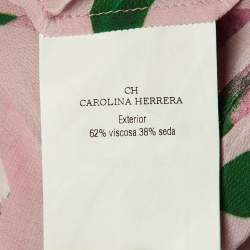 CH
CAROLINA HERRERA
Exterior
62% viscosa 38% seda